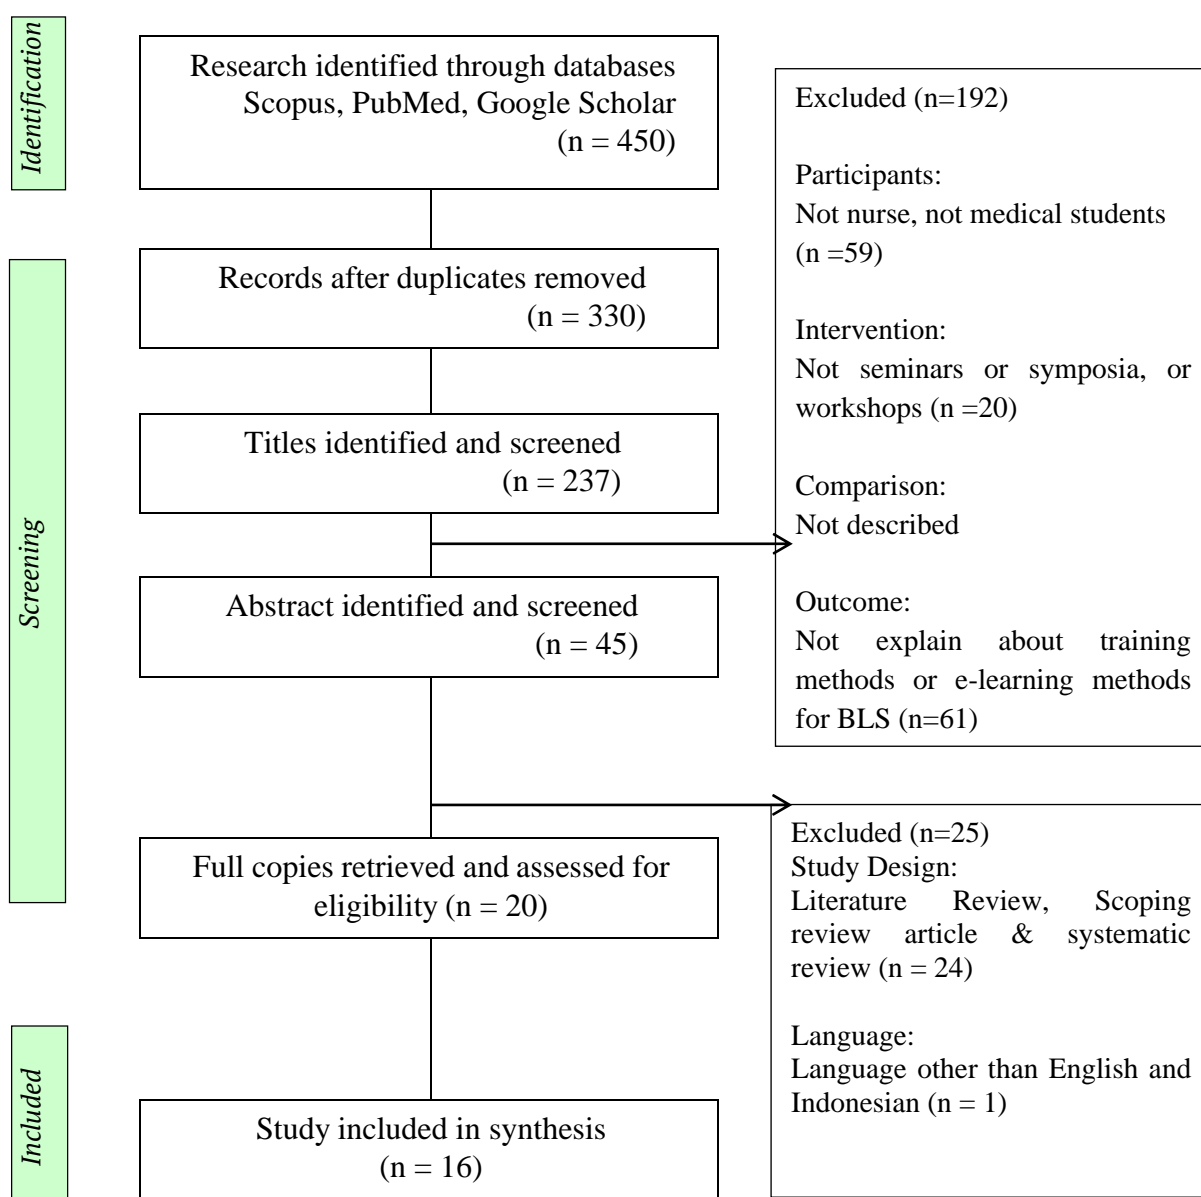 Identification
Research identified through databases
Scopus, PubMed, Google Scholar
(n = 450)
Excluded (n=192)
Participants:
Not nurse, not medical students
(n =59)
Intervention:
Not seminars or symposia, or
workshops (n =20)
Comparison:
Not described
Outcome:
Not explain about training
methods or e-learning methods
for BLS (n=61)
Screening
Records after duplicates removed
(n = 330)
Titles identified and screened
(n = 237)
Abstract identified and screened
(n = 45)
Full copies retrieved and assessed for
eligibility (n = 20)
Excluded (n=25)
Study Design:
Literature Review, Scoping
review article & systematic
review (n = 24)
Language:
Language other than English and
Indonesian (n = 1)
Included
Study included in synthesis
(n = 16)